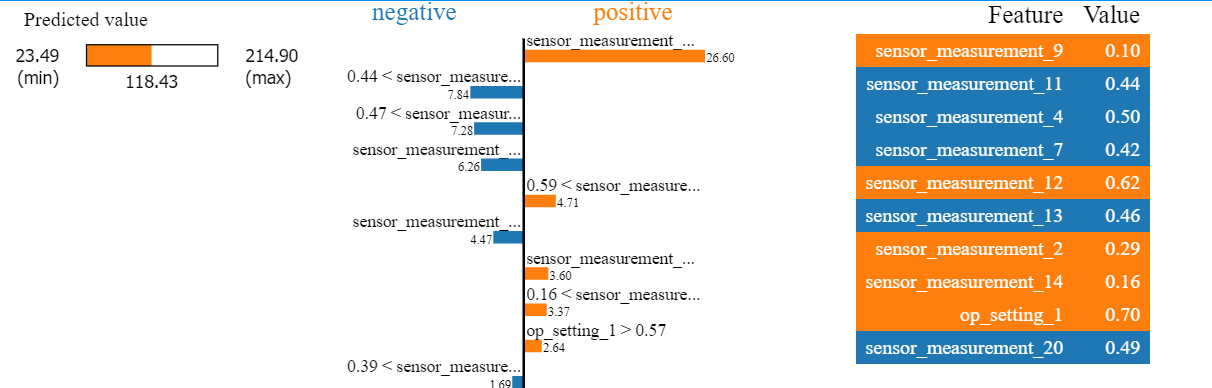 Predicted value
23.49
(min)
118.43
214.90
(max)
negative positive
sensor_measurement_...
26.60
0.44 < sensor_measure...
7.84
0.47 < sensor_measur...
7.28
sensor_measurement_...
6.26
0.59 < sensor_measure...
4.71
sensor_measurement_...
4.47
sensor_measurement_...
3.60
0.16 < sensor_measure...
3.37
op_setting_1 > 0.57
2.64
0.39 < sensor_measure...
1.69
Feature Value
sensor_measurement_9 0.10
sensor_measurement_11 0.44
sensor_measurement_4 0.50
sensor_measurement_7 0.42
sensor_measurement_12 0.62
sensor_measurement_13 0.46
sensor_measurement_2 0.29
sensor_measurement_14 0.16
op_setting_1 0.70
sensor_measurement_20 0.49